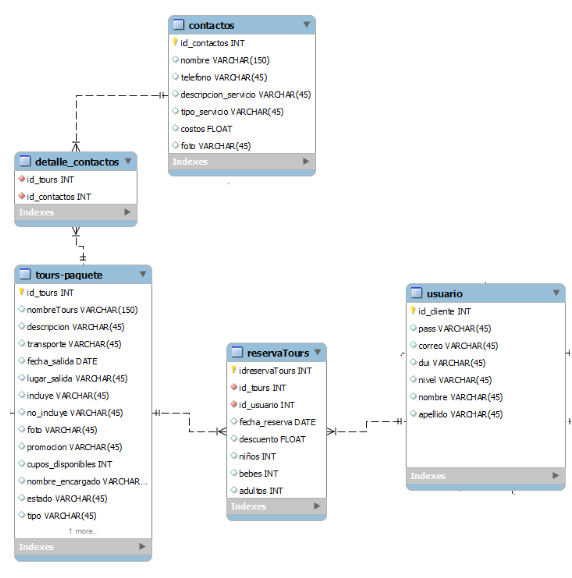 contactos
id_contactos INT
nombre VARCHAR(150)
telefono VARCHAR(45)
descripcion_servicio VARCHAR(45)
tipo_servicio VARCHAR(45)
costos FLOAT
foto VARCHAR(45)
Indexes
detalle_contactos
id_tours INT
id_contactos INT
Indexes
tours-paquete
id_tours INT
nombreTours VARCHAR(150)
descripcion VARCHAR(45)
transporte VARCHAR(45)
fecha_salida DATE
lugar_salida VARCHAR(45)
incluye VARCHAR(45)
no_incluye VARCHAR(45)
foto VARCHAR(45)
promocion VARCHAR(45)
cupos_disponibles INT
nombre_encargado VARCHAR...
estado VARCHAR(45)
tipo VARCHAR(45)
1 more...
Indexes
reservaTours
idreservaTours INT
id_tours INT
id_usuario INT
fecha_reserva DATE
descuento FLOAT
niños INT
bebes INT
adultos INT
Indexes
usuario
id_cliente INT
pass VARCHAR(45)
correo VARCHAR(45)
dui VARCHAR(45)
nivel VARCHAR(45)
nombre VARCHAR(45)
apellido VARCHAR(45)
Indexes